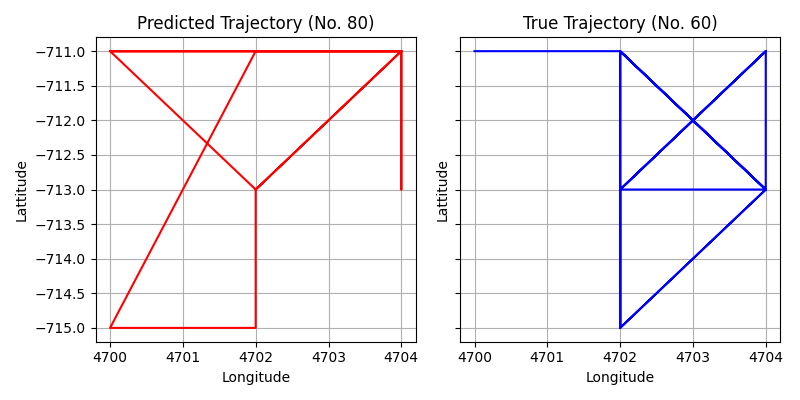 Predicted Trajectory (No. 80)
True Trajectory (No. 60)
−711.0
−711.5
−712.0
−712.5
−713.0
−713.5
−714.0
−714.5
−715.0
Lattitude
Lattitude
4700 4701 4702 4703 4704
4700 4701 4702 4703 4704
Longitude
Longitude